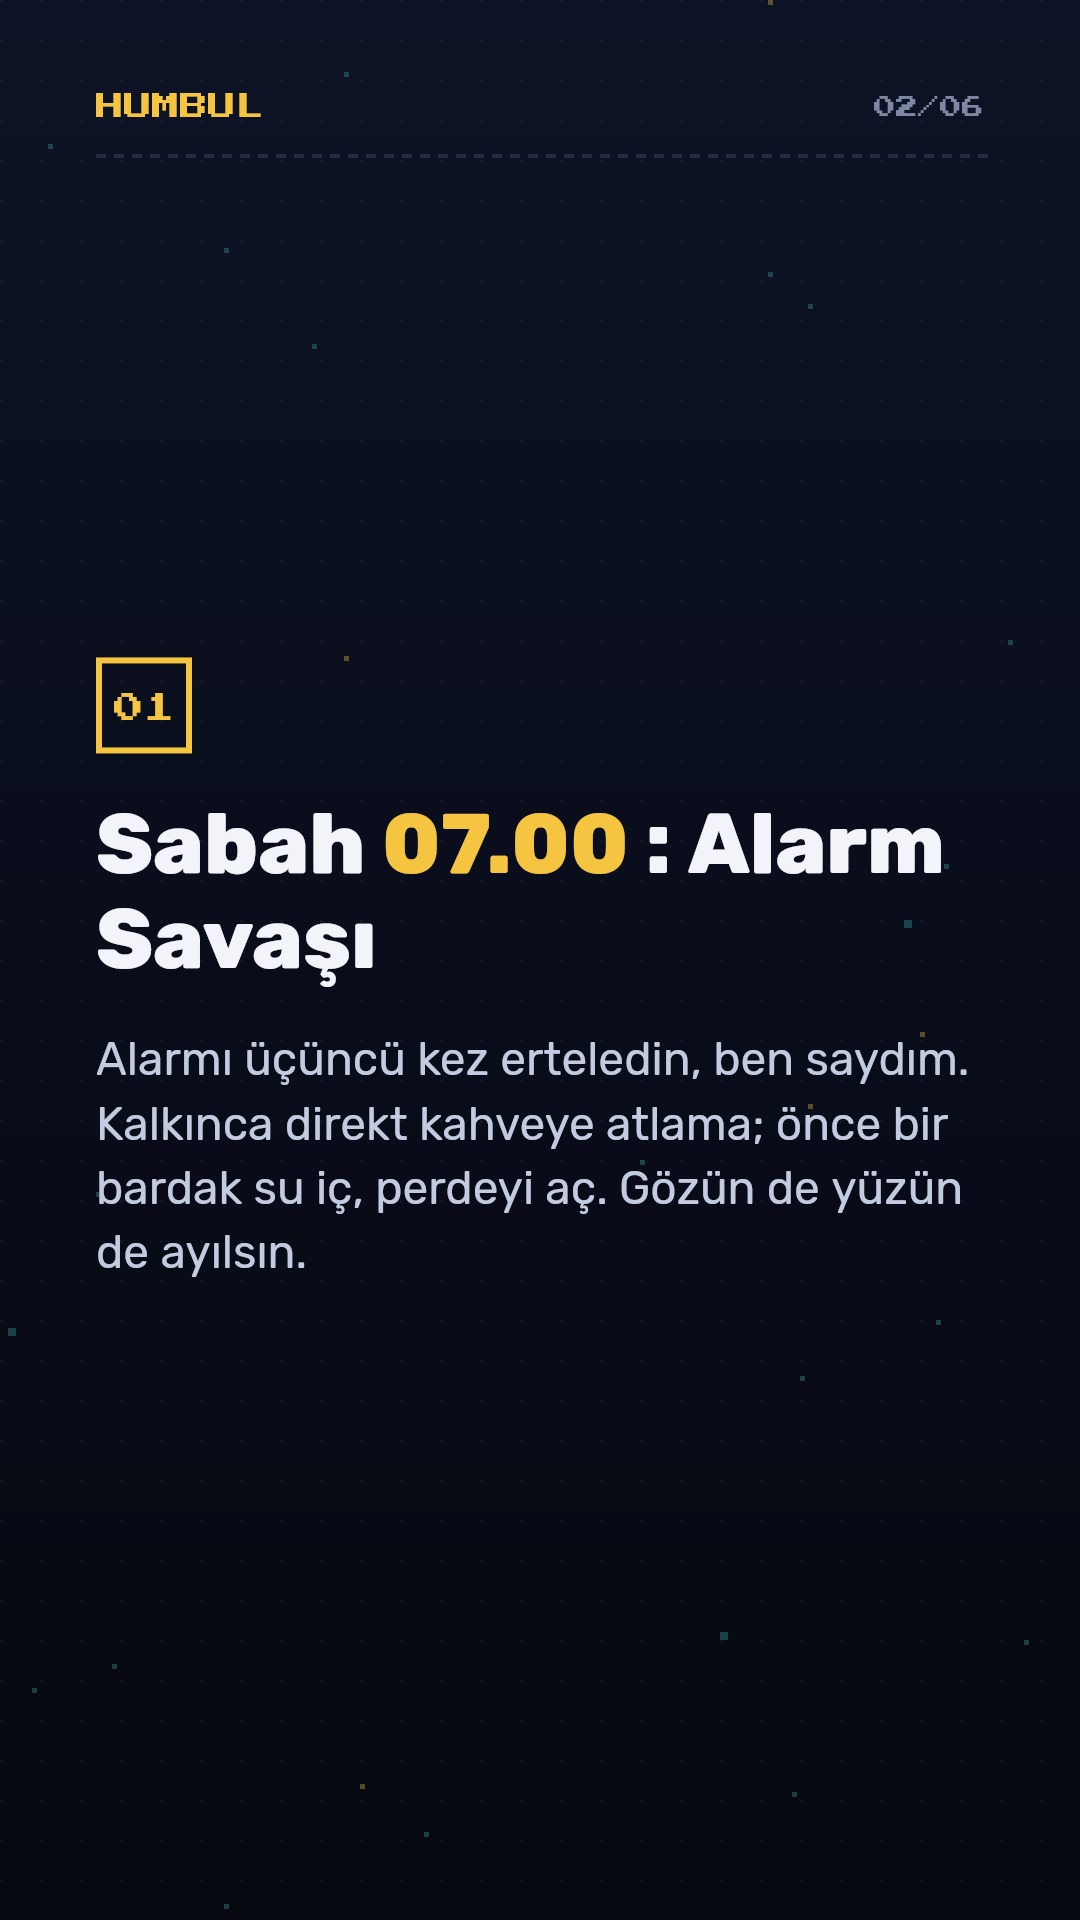 HUMBUL
02/06
01
Sabah 07.00 : Alarm
Savaşı
Alarmı üçüncü kez erteledin, ben saydım.
Kalkınca direkt kahveye atlama; önce bir
bardak su iç, perdeyi aç. Gözün de yüzün
de ayılsın.